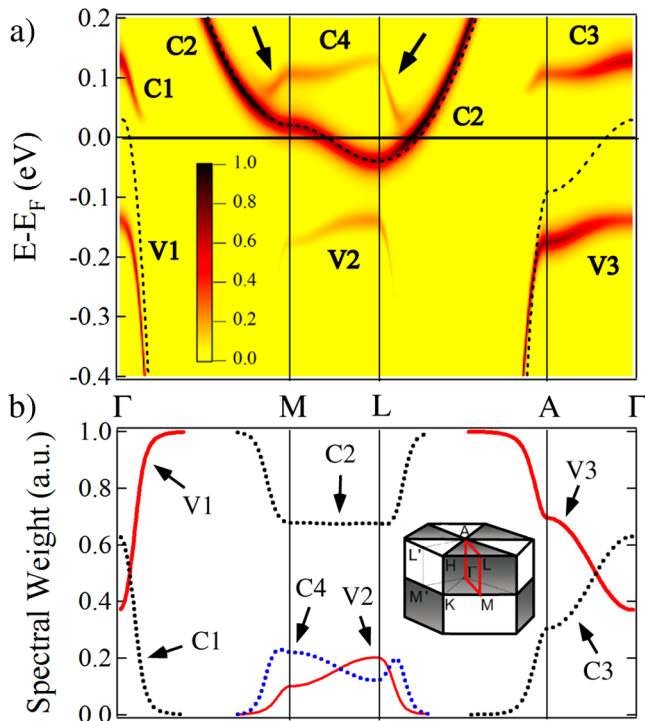 a)
C2
C4
C3
C1
C2
V1
V2
V3
E-E_F (eV)
0.2
0.1
0.0
-0.1
-0.2
-0.3
-0.4
1.0
0.8
0.6
0.4
0.2
0.0
Γ M L A Γ
b)
Spectral Weight (a.u.)
1.0
0.8
0.6
0.4
0.2
0.0
C2
V3
V1
C4 V2
C1
C3
A
L'
H
Γ
L
M'
K
M